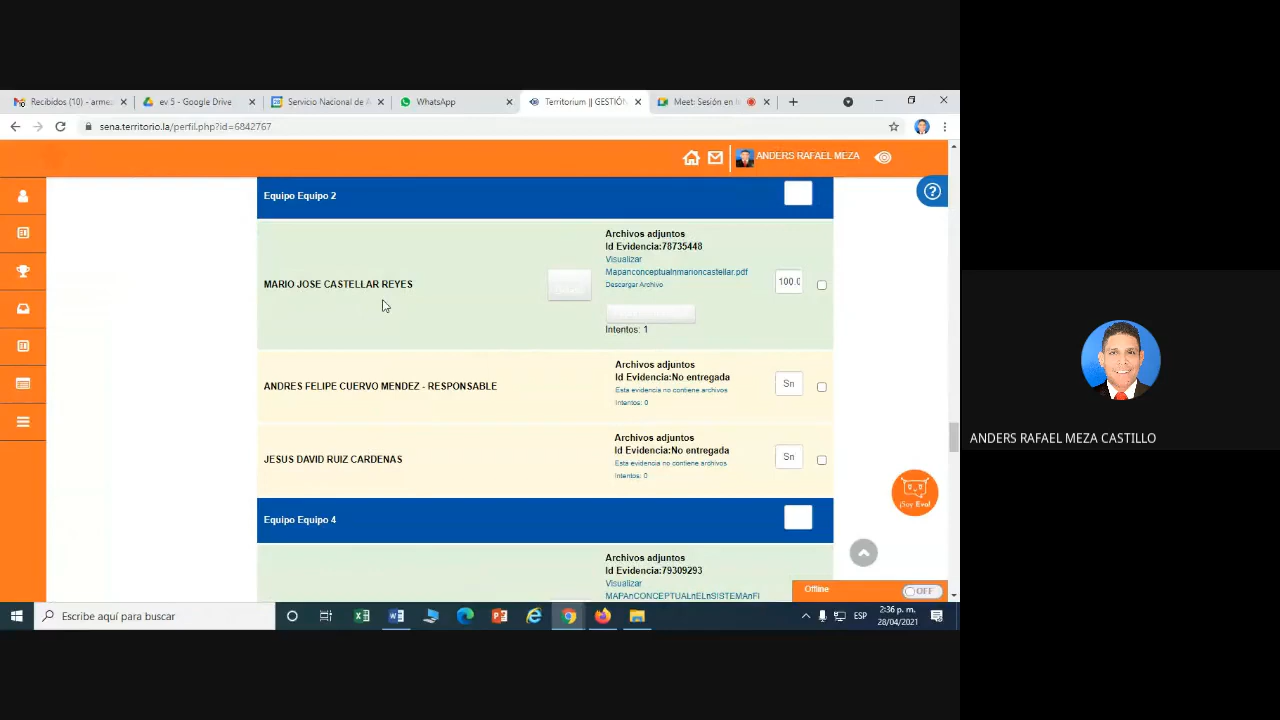 Recibidos (10) - arme
ev 5 - Google Drive
Servicio Nacional de A
WhatsApp
Territorium || GESTIÓN
Meet: Sesión en
sena.territorio.la/perfil.php?id=6842767
ANDERS RAFAEL MEZA
Equipo Equipo 2
Archivos adjuntos
Id Evidencia:78735448
Visualizar
Mapanconceptualnmarioncastellar.pdf
Descargar Archivo
MARIO JOSE CASTELLAR REYES
100.0
Intentos: 1
Archivos adjuntos
Id Evidencia:No entregada
Esta evidencia no contiene archivos
Intentos: 0
ANDRES FELIPE CUERVO MENDEZ - RESPONSABLE
Sn
Archivos adjuntos
Id Evidencia:No entregada
Esta evidencia no contiene archivos
Intentos: 0
JESUS DAVID RUIZ CARDENAS
Sn
Equipo Equipo 4
Archivos adjuntos
Id Evidencia:79309293
Visualizar
MAPAnCONCEPTUALnELnSISTEMAnFI
¡Soy Evo!
Offline
OFF
Escribe aquí para buscar
ESP
2:36 p. m.
28/04/2021
ANDERS RAFAEL MEZA CASTILLO